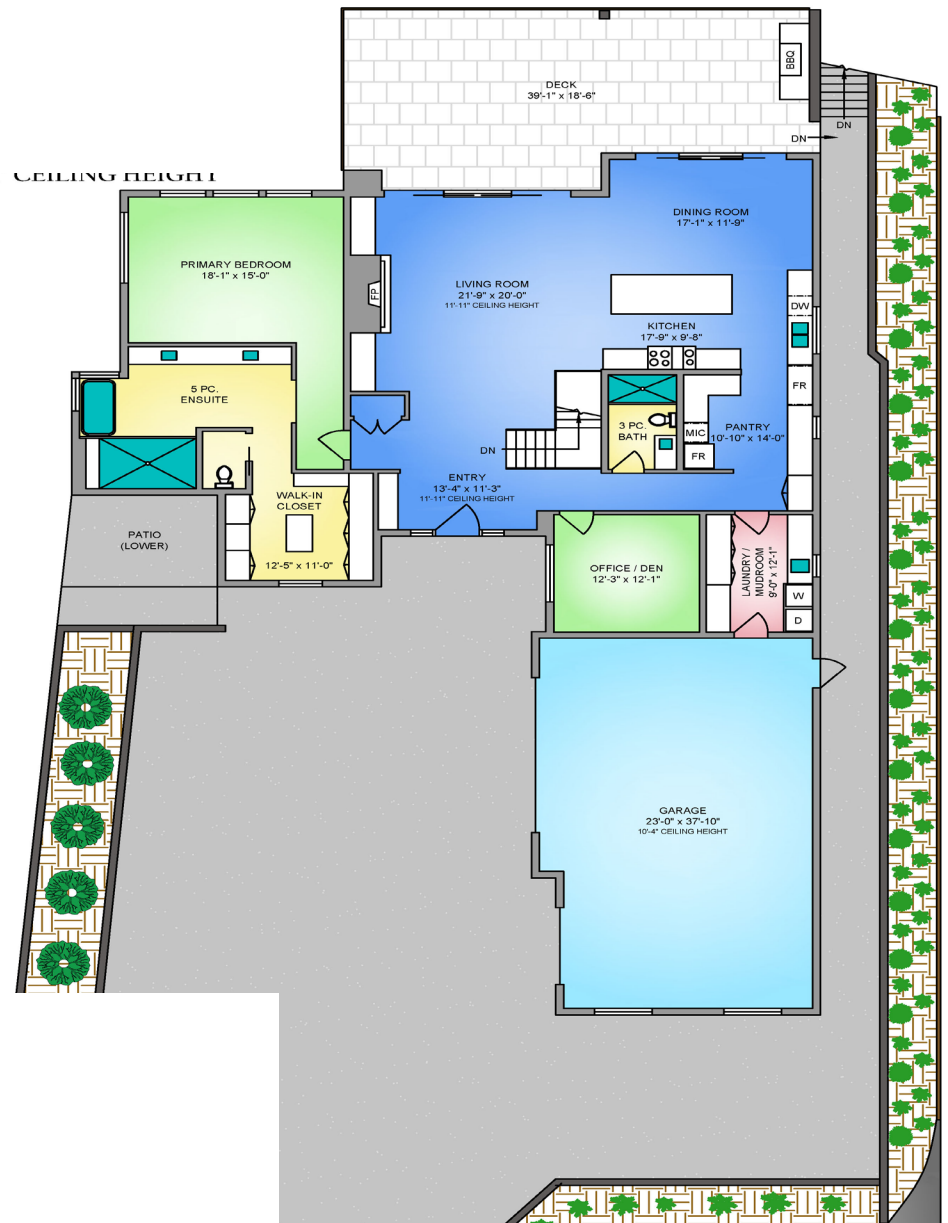 DECK
39'-1" x 18'-6"
BBQ
DN
DN
CEILING HEIGHT
DINING ROOM
17'-1" x 11'-9"
PRIMARY BEDROOM
18'-1" x 15'-0"
LIVING ROOM
21'-9" x 20'-0"
11'-11" CEILING HEIGHT
FP
DW
KITCHEN
17'-9" x 9'-8"
FR
5 PC.
ENSUITE
3 PC.
BATH
MIC
FR
PANTRY
10'-10" x 14'-0"
DN
ENTRY
13'-4" x 11'-3"
11'-11" CEILING HEIGHT
WALK-IN
CLOSET
12'-5" x 11'-0"
PATIO
(LOWER)
OFFICE / DEN
12'-3" x 12'-1"
LAUNDRY /
MUDROOM
9'-0" x 12'-1"
W
D
GARAGE
23'-0" x 37'-10"
10'-4" CEILING HEIGHT